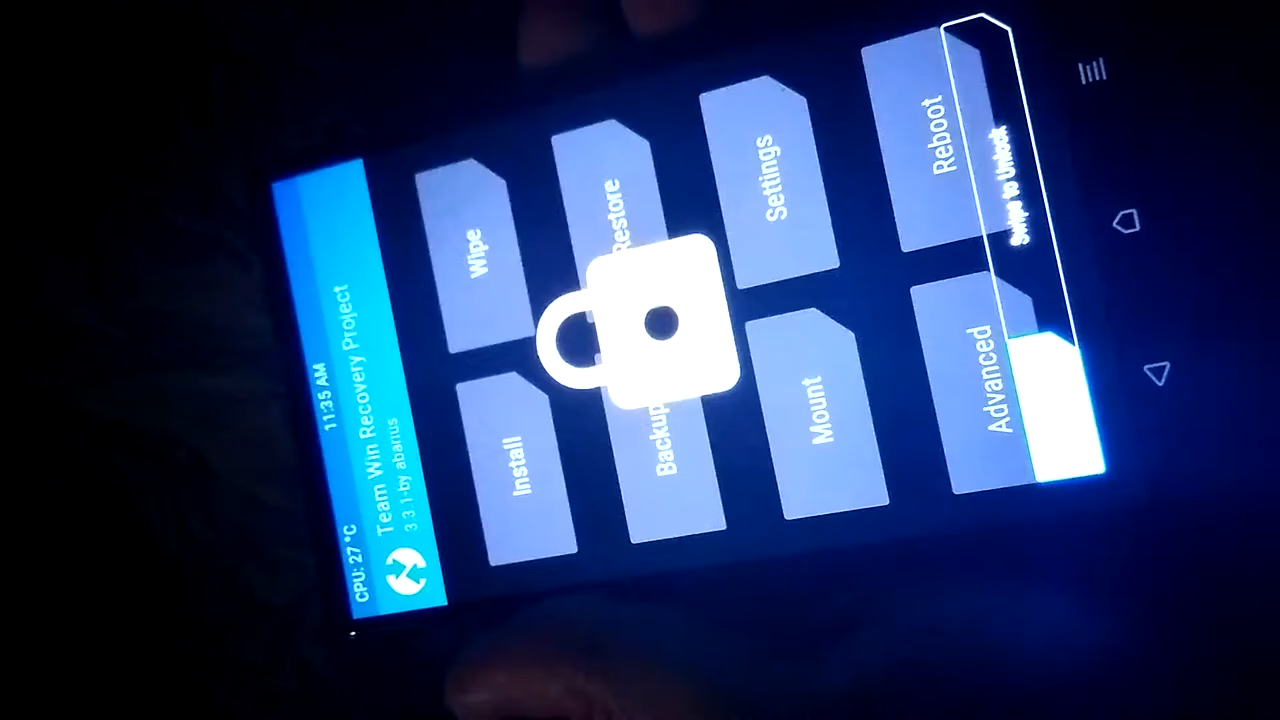 11:35 AM
CPU: 27 °C
Team Win Recovery Project
3.3.1-by abarius
Install
Wipe
Backup
Restore
Mount
Settings
Advanced
Reboot
Swipe to Unlock